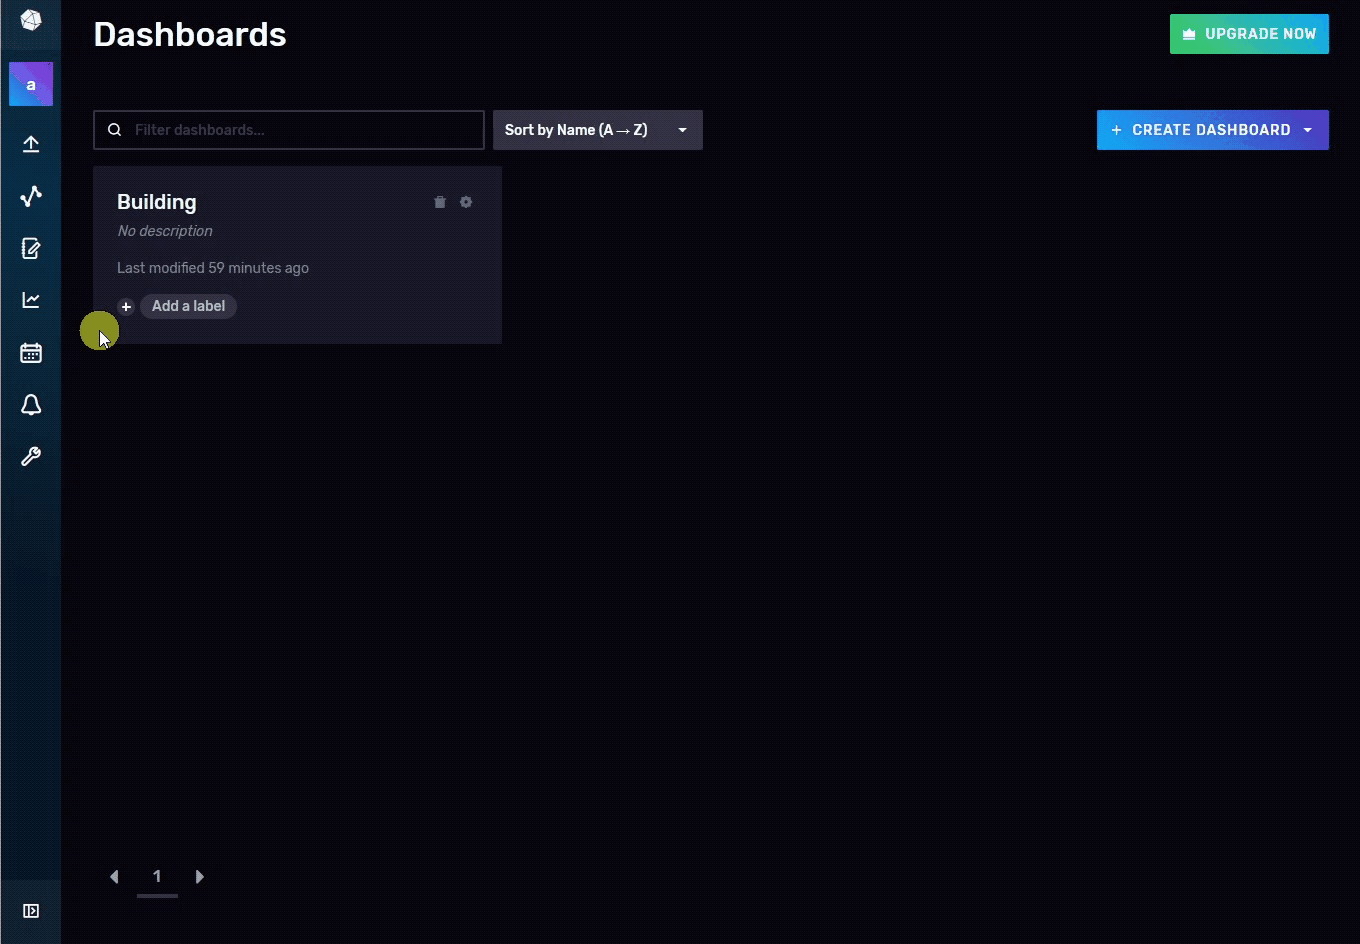 Dashboards
UPGRADE NOW
a
Filter dashboards...
Sort by Name (A→Z)
+ CREATE DASHBOARD
Building
No description
Last modified 59 minutes ago
+ Add a label
1